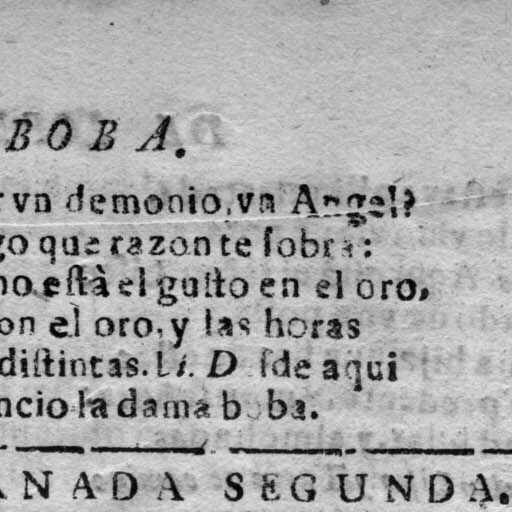 BOBA.
vn demonio, vn Angel?
go que razon te sobra:
no està el gusto en el oro,
on el oro, y las horas
distintas. Li. D sde aqui
ncio la dama boba.
ANADA SEGUNDA.